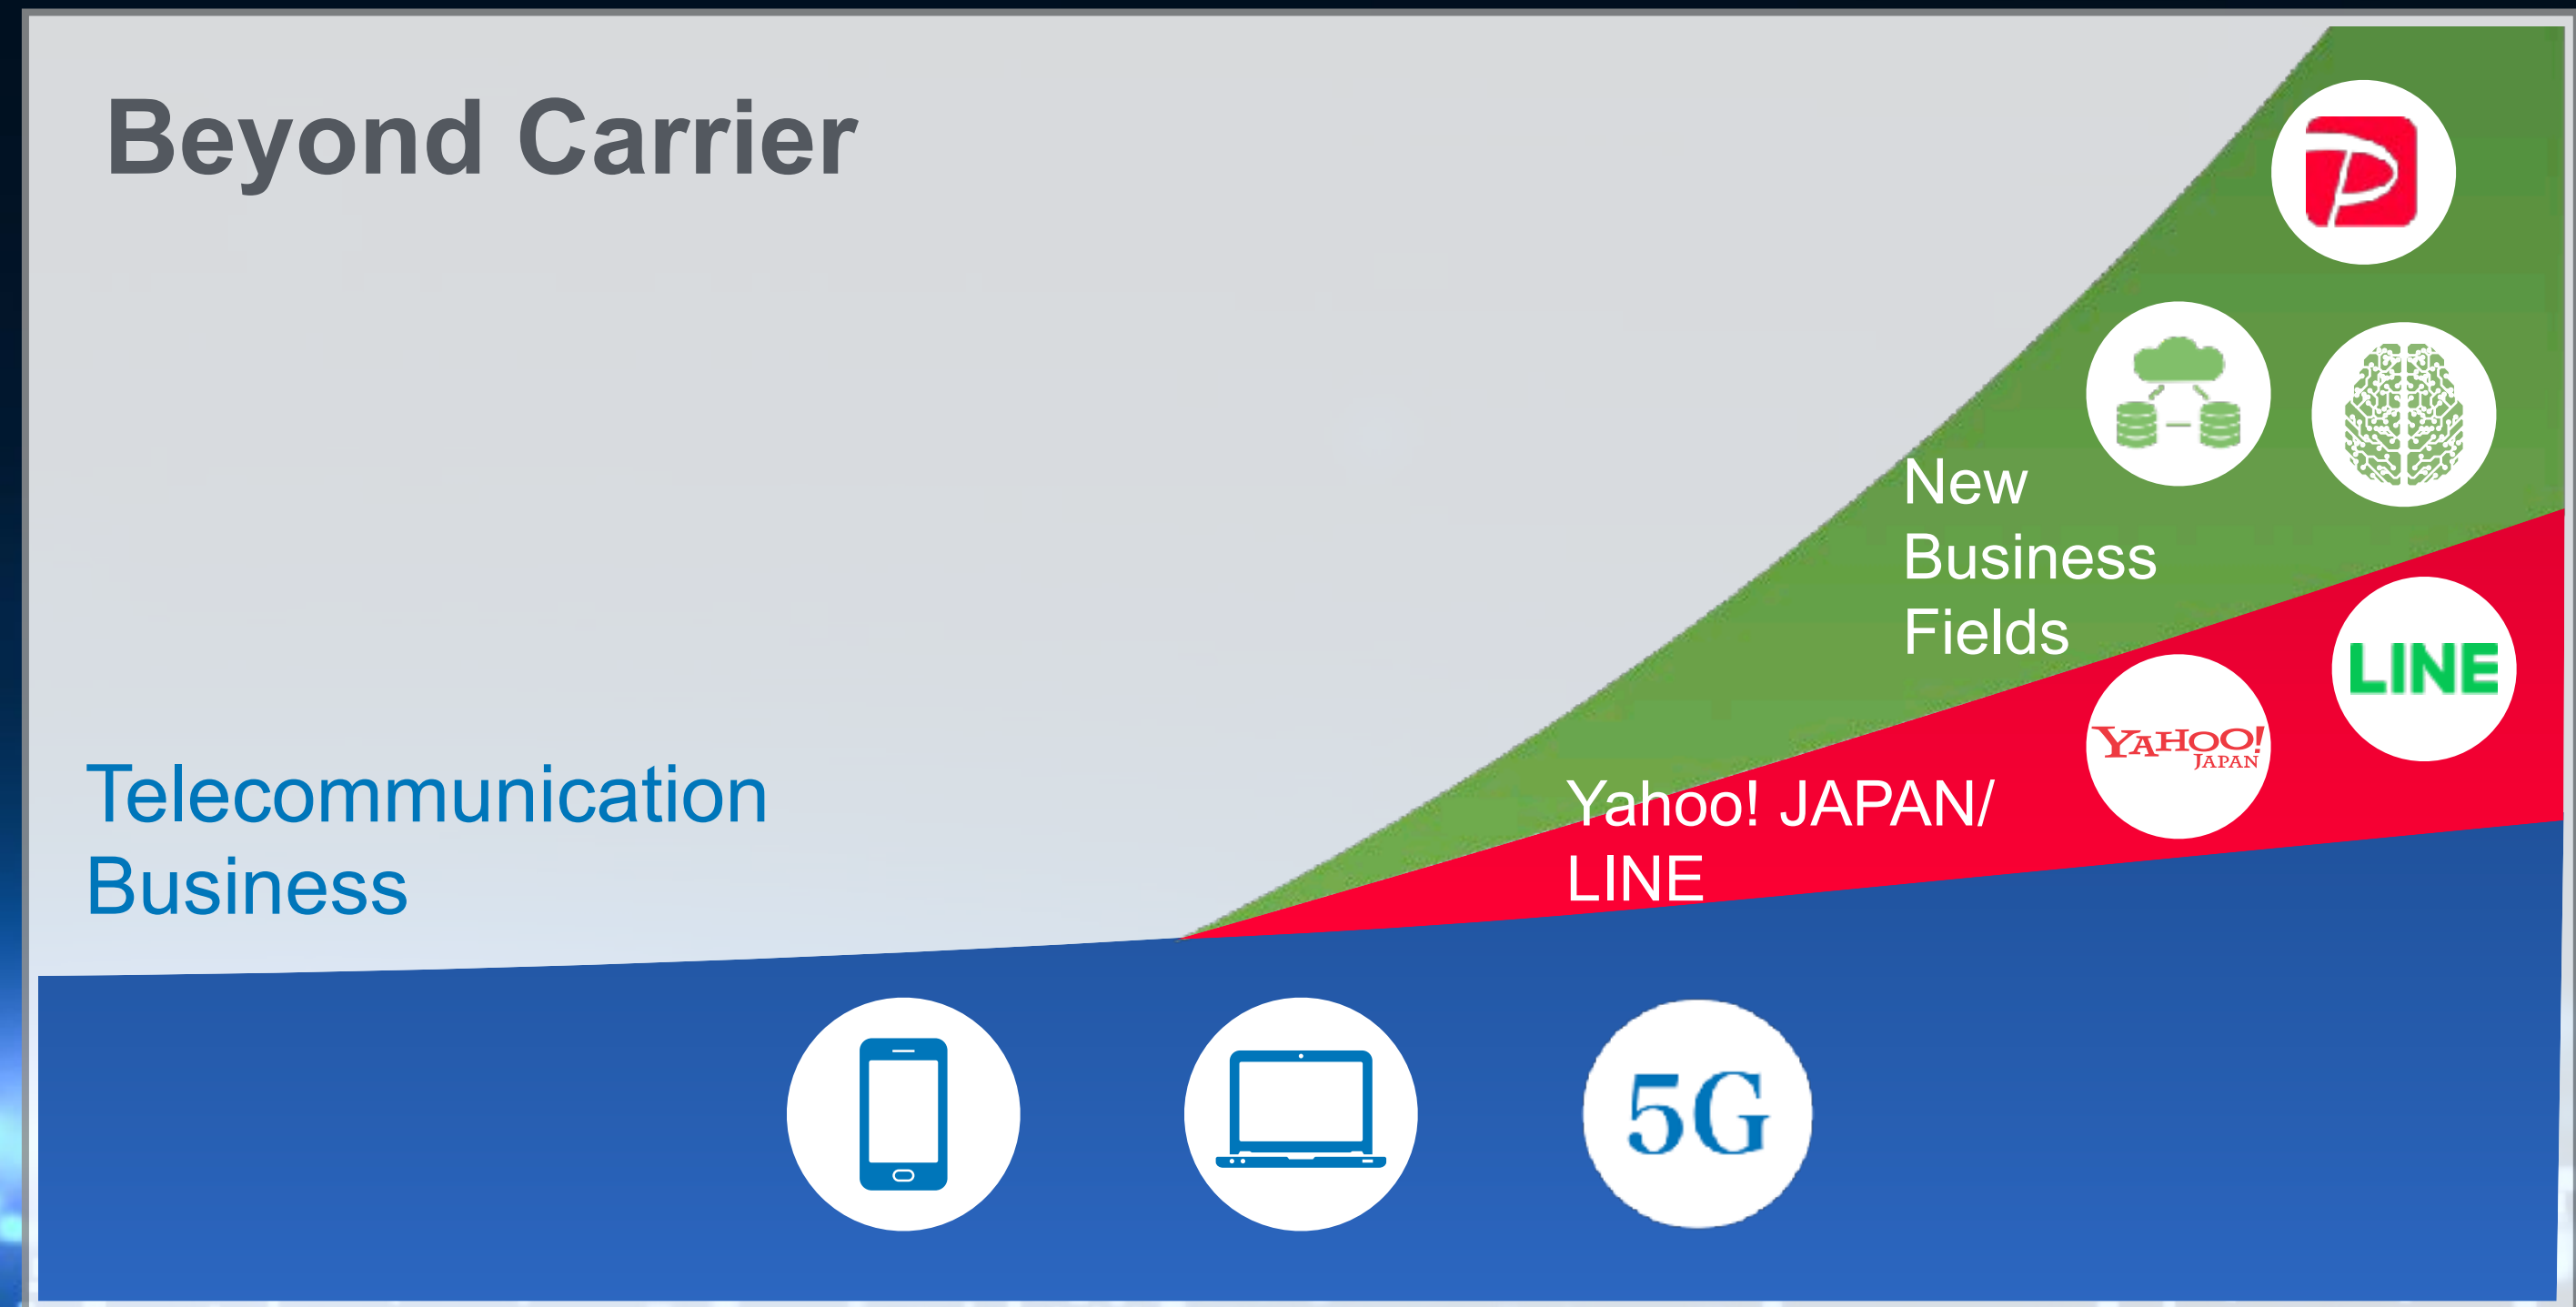 Beyond Carrier
New
Business
Fields
LINE
YAHOO!
JAPAN
Telecommunication
Business
Yahoo! JAPAN/
LINE
5G